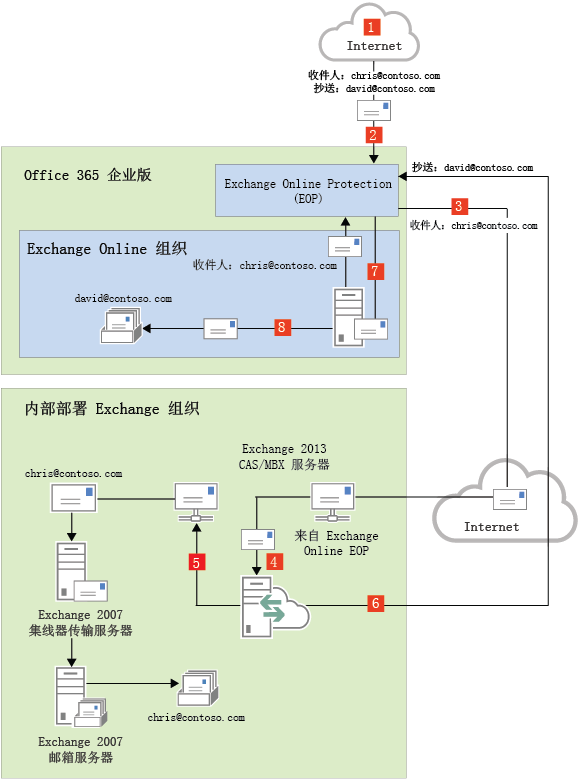 1
Internet
收件人：chris@contoso.com
抄送：david@contoso.com
2
Office 365 企业版
Exchange Online Protection
(EOP)
抄送：david@contoso.com
3
收件人：chris@contoso.com
Exchange Online 组织
收件人：chris@contoso.com
7
david@contoso.com
8
内部部署 Exchange 组织
Exchange 2013
CAS/MBX 服务器
chris@contoso.com
Internet
来自 Exchange
Online EOP
4
5
6
Exchange 2007
集线器传输服务器
chris@contoso.com
Exchange 2007
邮箱服务器